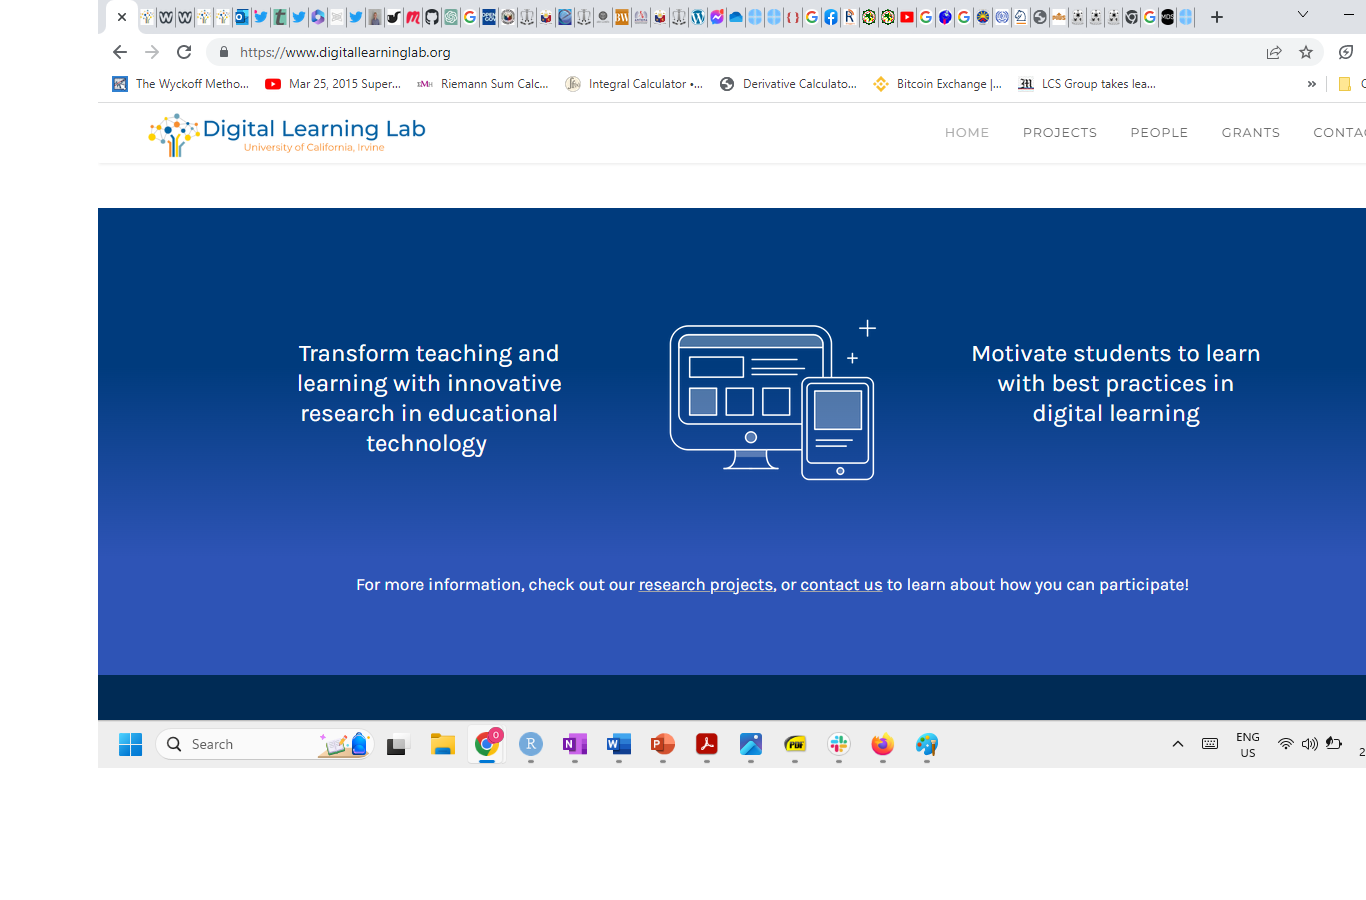 https://www.digitallearninglab.org
The Wyckoff Metho...
Mar 25, 2015 Super...
Riemann Sum Calc...
Integral Calculator •...
Derivative Calculato...
Bitcoin Exchange |...
LCS Group takes lea...
»
Digital Learning Lab
University of California, Irvine
HOME
PROJECTS
PEOPLE
GRANTS
CONTAC
Transform teaching and
learning with innovative
research in educational
technology
Motivate students to learn
with best practices in
digital learning
For more information, check out our research projects, or contact us to learn about how you can participate!
Search
0
ENG
US
2